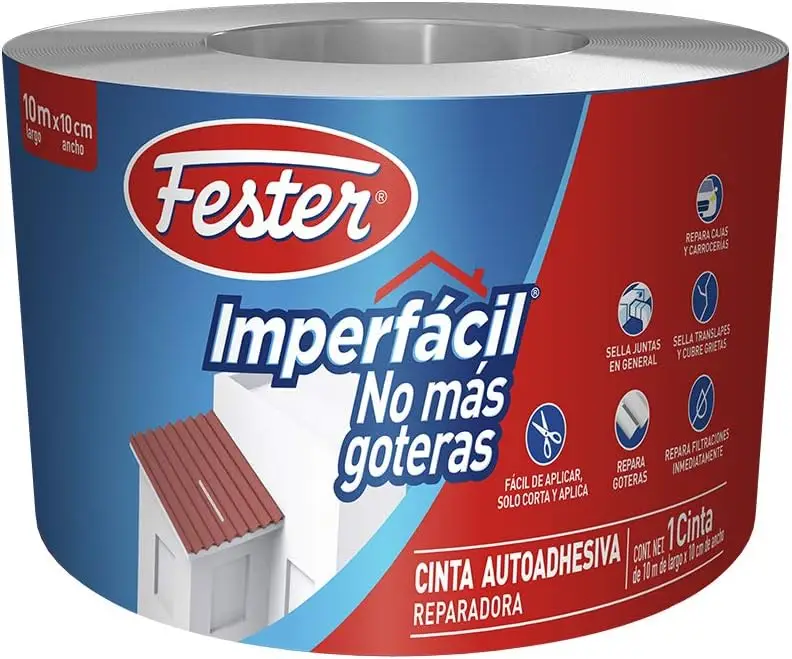 10m x 10cm
largo ancho
Fester®
Imperfácil®
No más
goteras
REPARA CAJAS
Y CARROCERÍAS
SELLA JUNTAS
EN GENERAL
SELLA TRANSLAPES
Y CUBRE GRIETAS
FÁCIL DE APLICAR,
SOLO CORTA Y APLICA
REPARA
GOTERAS
REPARA FILTRACIONES
INMEDIATAMENTE
CINTA AUTOADHESIVA
REPARADORA
CONT. NET. 1 Cinta
de 10 m de largo x 10 cm de ancho